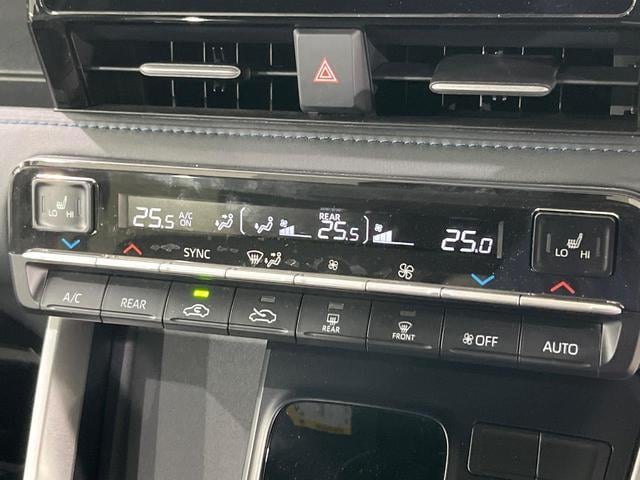 LO HI
25.5 A/C ON
REAR
25.5
25.0
LO HI
SYNC
A/C
REAR
REAR
FRONT
OFF
AUTO